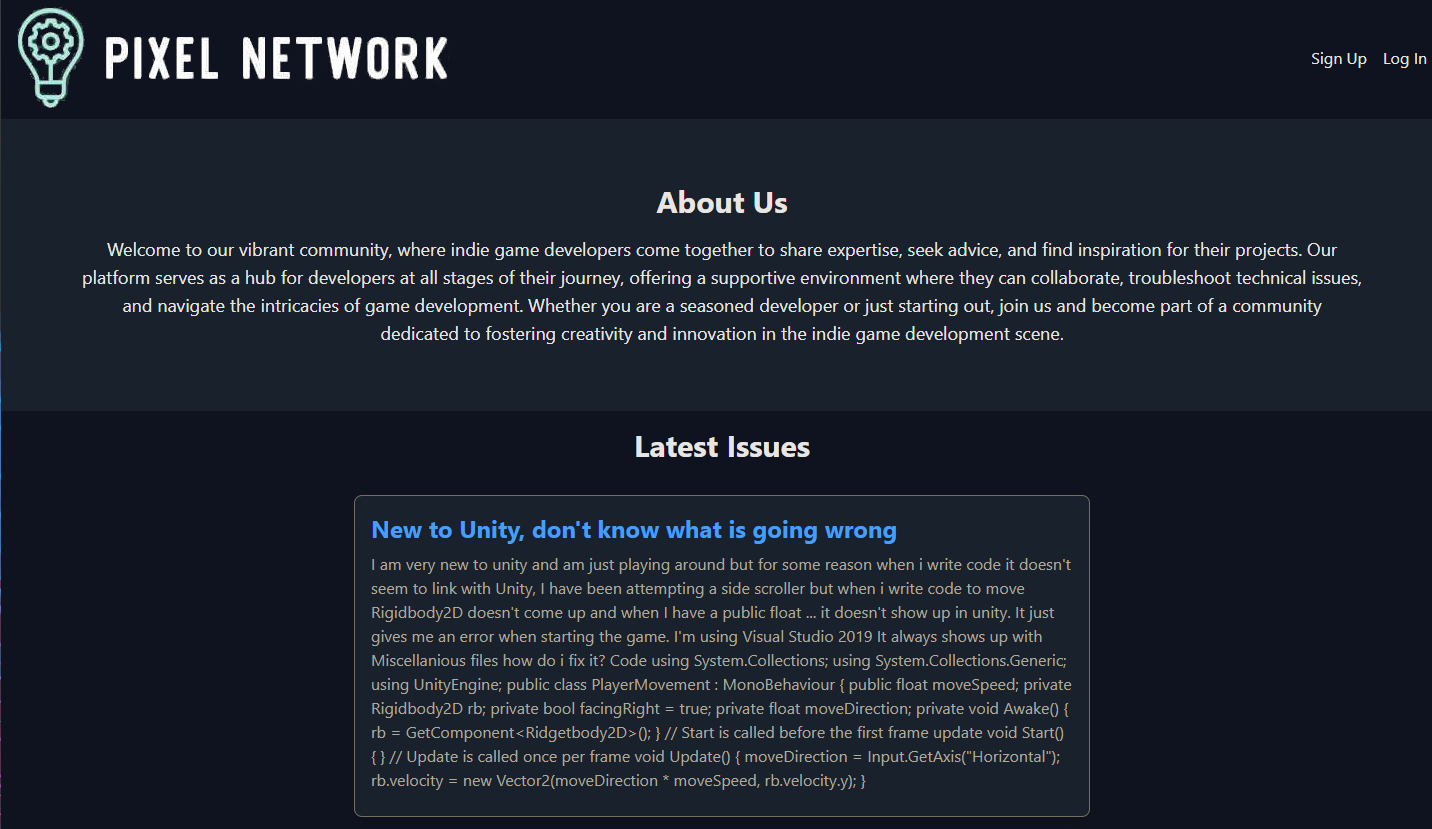 PIXEL NETWORK
Sign Up Log In
About Us
Welcome to our vibrant community, where indie game developers come together to share expertise, seek advice, and find inspiration for their projects. Our
platform serves as a hub for developers at all stages of their journey, offering a supportive environment where they can collaborate, troubleshoot technical issues,
and navigate the intricacies of game development. Whether you are a seasoned developer or just starting out, join us and become part of a community
dedicated to fostering creativity and innovation in the indie game development scene.
Latest Issues
New to Unity, don't know what is going wrong
I am very new to unity and am just playing around but for some reason when i write code it doesn't
seem to link with Unity, I have been attempting a side scroller but when i write code to move
Rigidbody2D doesn't come up and when I have a public float ... it doesn't show up in unity. It just
gives me an error when starting the game. I'm using Visual Studio 2019 It always shows up with
Miscellanious files how do i fix it? Code using System.Collections; using System.Collections.Generic;
using UnityEngine; public class PlayerMovement : MonoBehaviour { public float moveSpeed; private
Rigidbody2D rb; private bool facingRight = true; private float moveDirection; private void Awake() {
rb = GetComponent<Ridgetbody2D>(); } // Start is called before the first frame update void Start()
{ } // Update is called once per frame void Update() { moveDirection = Input.GetAxis("Horizontal");
rb.velocity = new Vector2(moveDirection * moveSpeed, rb.velocity.y); }